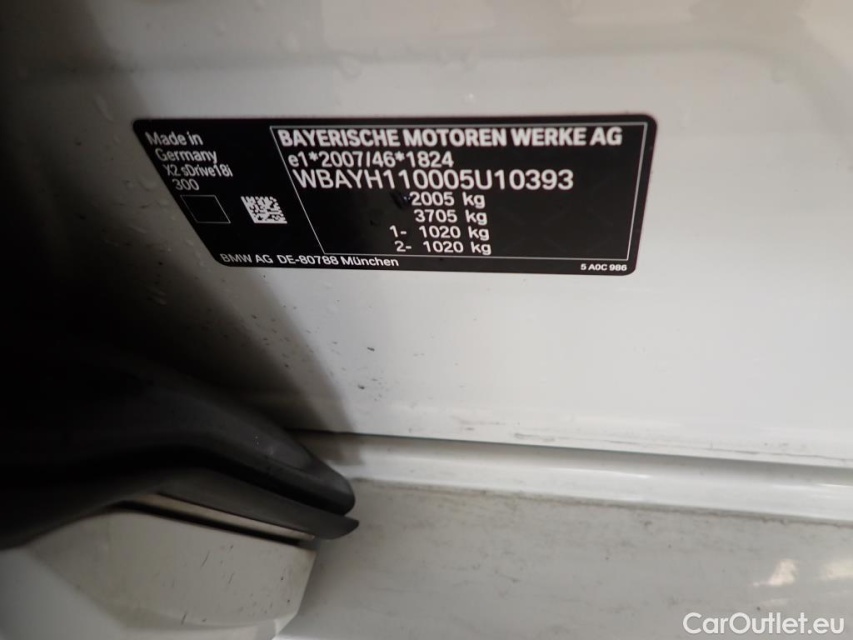 Made in
Germany
X2 sDrive18i
300
BAYERISCHE MOTOREN WERKE AG
e1*2007/46*1824
WBAYH110005U10393
2005 kg
3705 kg
1- 1020 kg
2- 1020 kg
BMW AG DE-80788 München
5 A0C 986
CarOutlet.eu